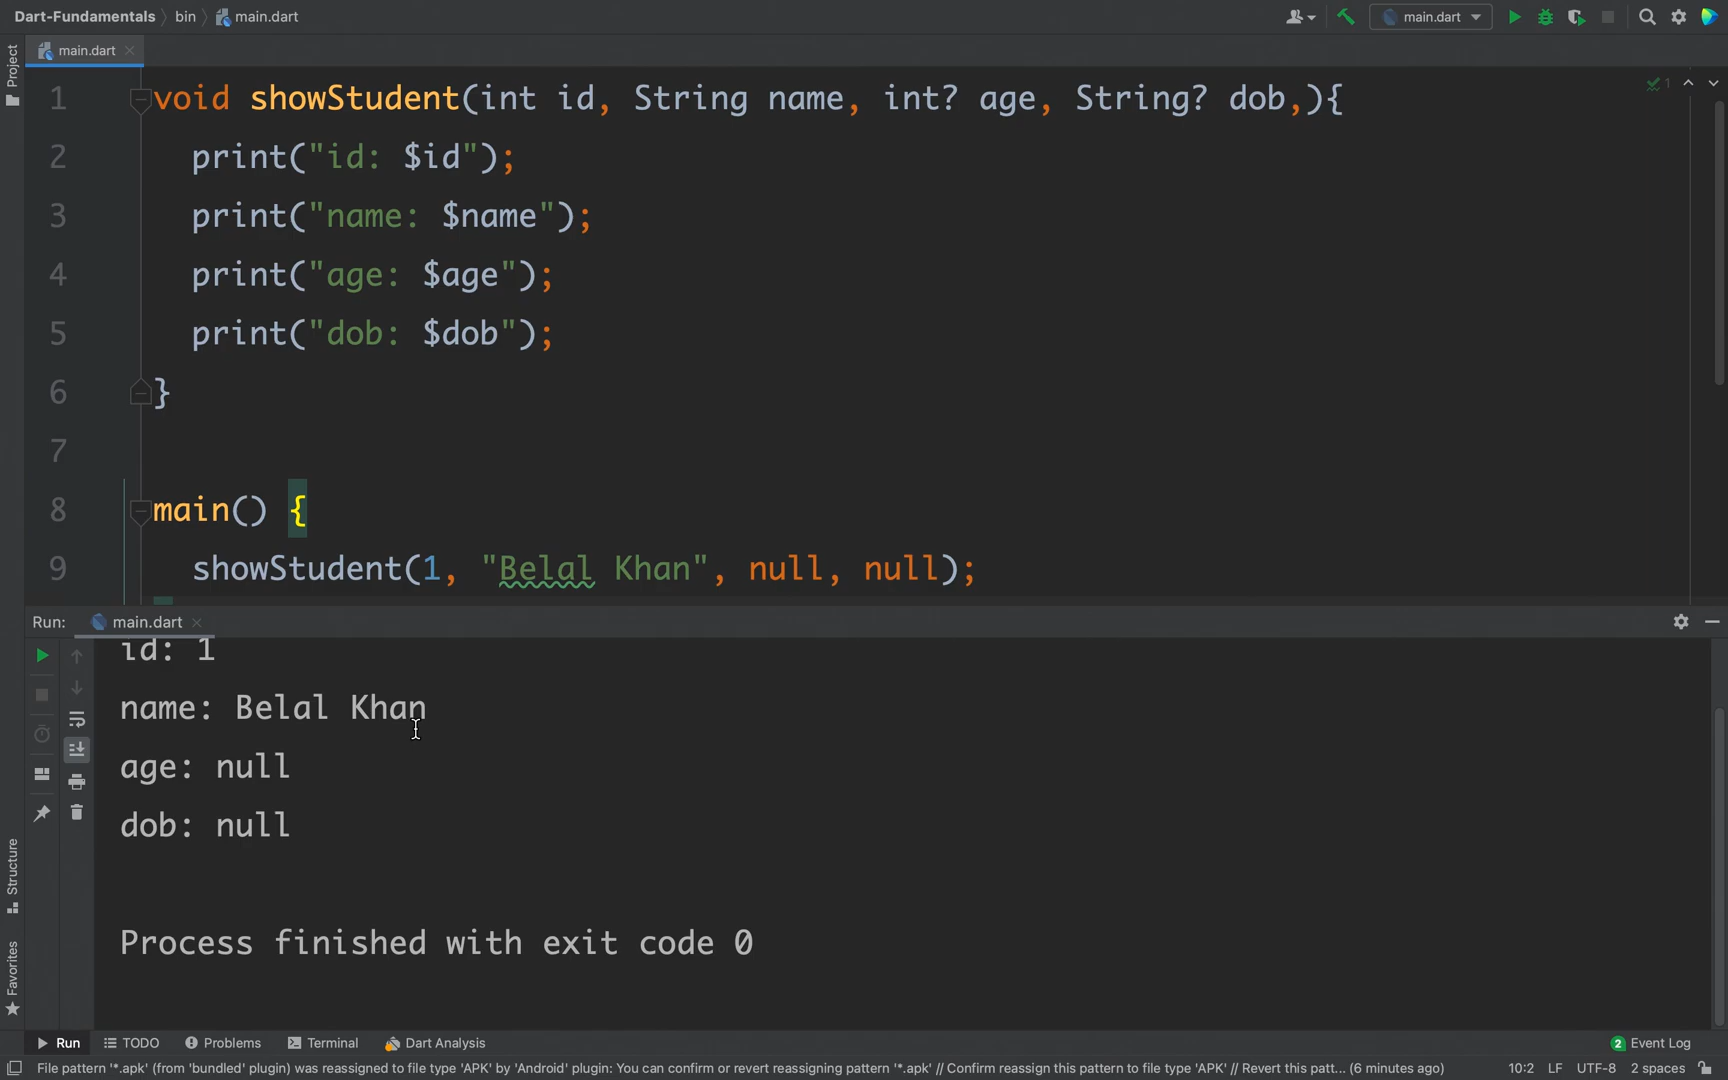 Dart-Fundamentals bin main.dart main.dart
main.dart
Project
1 void showStudent(int id, String name, int? age, String? dob,){ 1
2 print("id: $id");
3 print("name: $name");
4 print("age: $age");
5 print("dob: $dob");
6 }
7
8 main() {
9 showStudent(1, "Belal Khan", null, null);
Run: main.dart
id: 1
name: Belal Khan
age: null
dob: null
Process finished with exit code 0
Structure
Favorites
Run TODO Problems Terminal Dart Analysis 2 Event Log
File pattern '*.apk' (from 'bundled' plugin) was reassigned to file type 'APK' by 'Android' plugin: You can confirm or revert reassigning pattern '*.apk' // Confirm reassign this pattern to file type 'APK' // Revert this pat... (6 minutes ago) 10:2 LF UTF-8 2 spaces